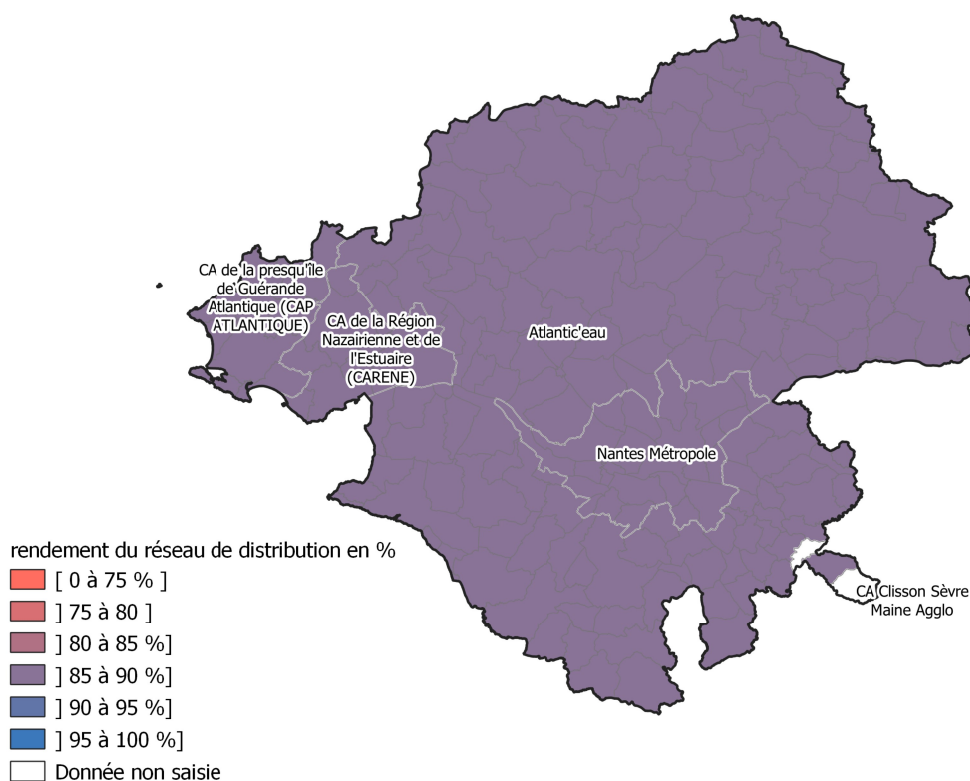 CA de la presqu'île
de Guérande
Atlantique (CAP
ATLANTIQUE)
CA de la Région
Nazairienne et de
l'Estuaire
(CARENE)
Atlantic'eau
Nantes Métropole
CA Clisson Sèvre
Maine Agglo
rendement du réseau de distribution en %
[ 0 à 75 % ]
] 75 à 80 ]
] 80 à 85 %]
] 85 à 90 %]
] 90 à 95 %]
] 95 à 100 %]
Donnée non saisie